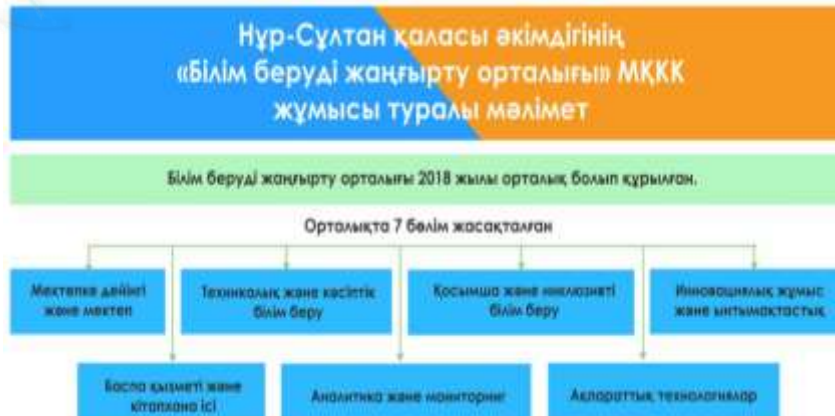 Нұр-Сұлтан қаласы әкімдігінің
«Білім беруді жаңғырту орталығы» МҚКК
жұмысы туралы мәлімет
Білім беруді жаңғырту орталығы 2018 жылы орталық болып құрылған.
Орталықта 7 бөлім жасақталған
Мектепке дейінгі
және мектеп
Техникалық және кәсіптік
білім беру
Қосымша және инклюзивті
білім беру
Инновациялық жұмыс
және ынтымақтастық
Баспа қызметі және
кітапхана ісі
Аналитика және мониторинг
Ақпараттық технологиялар